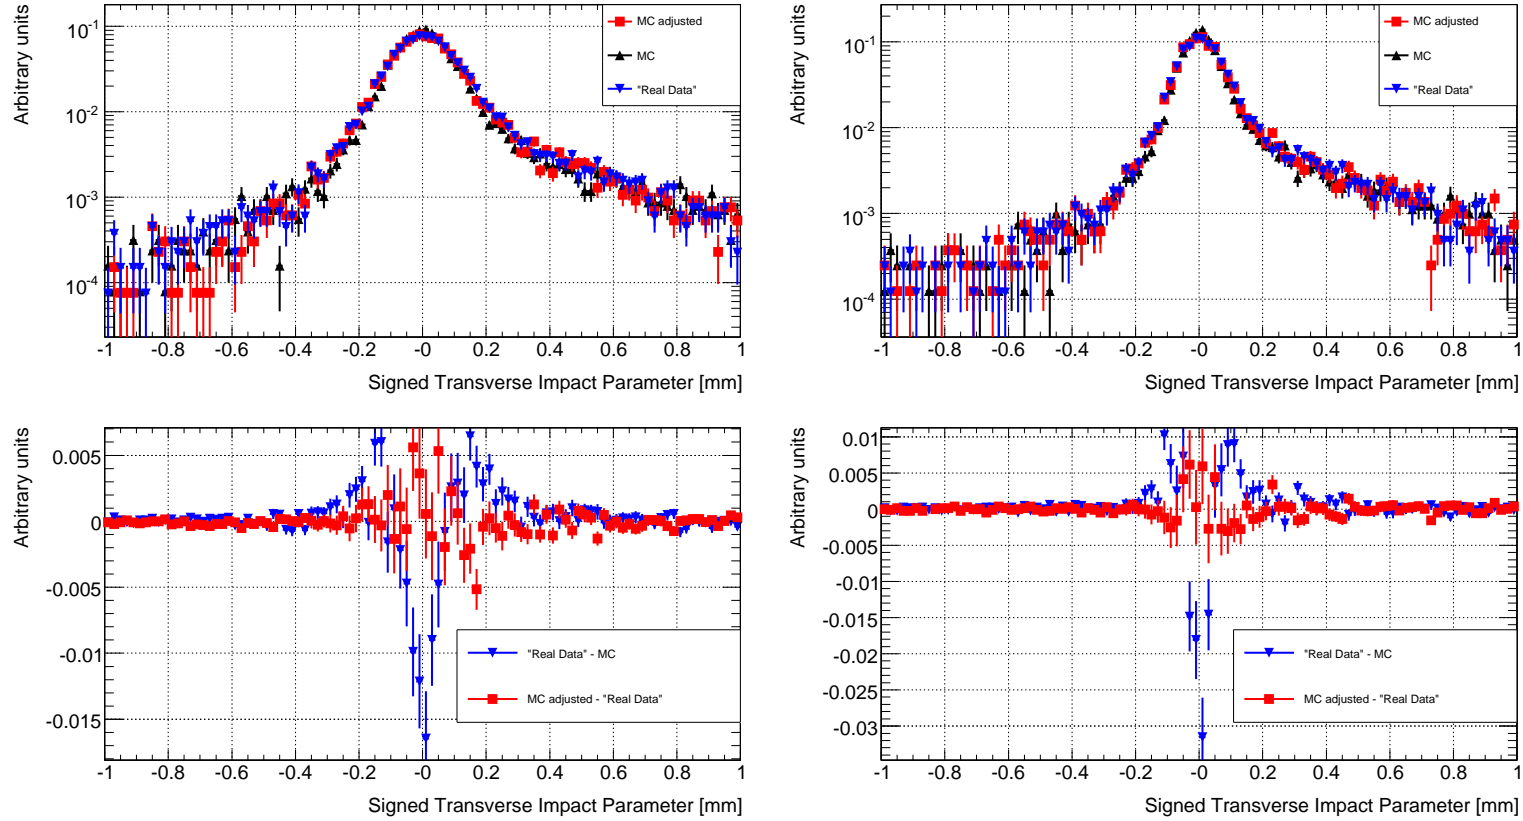 Arbitrary units
10-1
10-2
10-3
10-4
MC adjusted
MC
"Real Data"
-1 -0.8 -0.6 -0.4 -0.2 -0 0.2 0.4 0.6 0.8 1
Signed Transverse Impact Parameter [mm]
Arbitrary units
10-1
10-2
10-3
10-4
MC adjusted
MC
"Real Data"
-1 -0.8 -0.6 -0.4 -0.2 -0 0.2 0.4 0.6 0.8 1
Signed Transverse Impact Parameter [mm]
Arbitrary units
0.005
0
-0.005
-0.01
-0.015
"Real Data" - MC
MC adjusted - "Real Data"
-1 -0.8 -0.6 -0.4 -0.2 -0 0.2 0.4 0.6 0.8 1
Signed Transverse Impact Parameter [mm]
Arbitrary units
0.01
0.005
0
-0.005
-0.01
-0.015
-0.02
-0.025
-0.03
"Real Data" - MC
MC adjusted - "Real Data"
-1 -0.8 -0.6 -0.4 -0.2 -0 0.2 0.4 0.6 0.8 1
Signed Transverse Impact Parameter [mm]